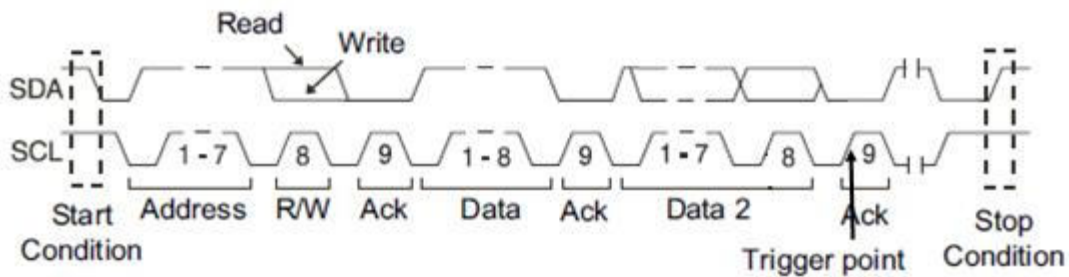 Read
Write
SDA
SCL
1 - 7 8 9 1 - 8 9 1 - 7 8 9
Start
Condition
Address R/W Ack Data Ack Data 2 Ack
Trigger point
Stop
Condition